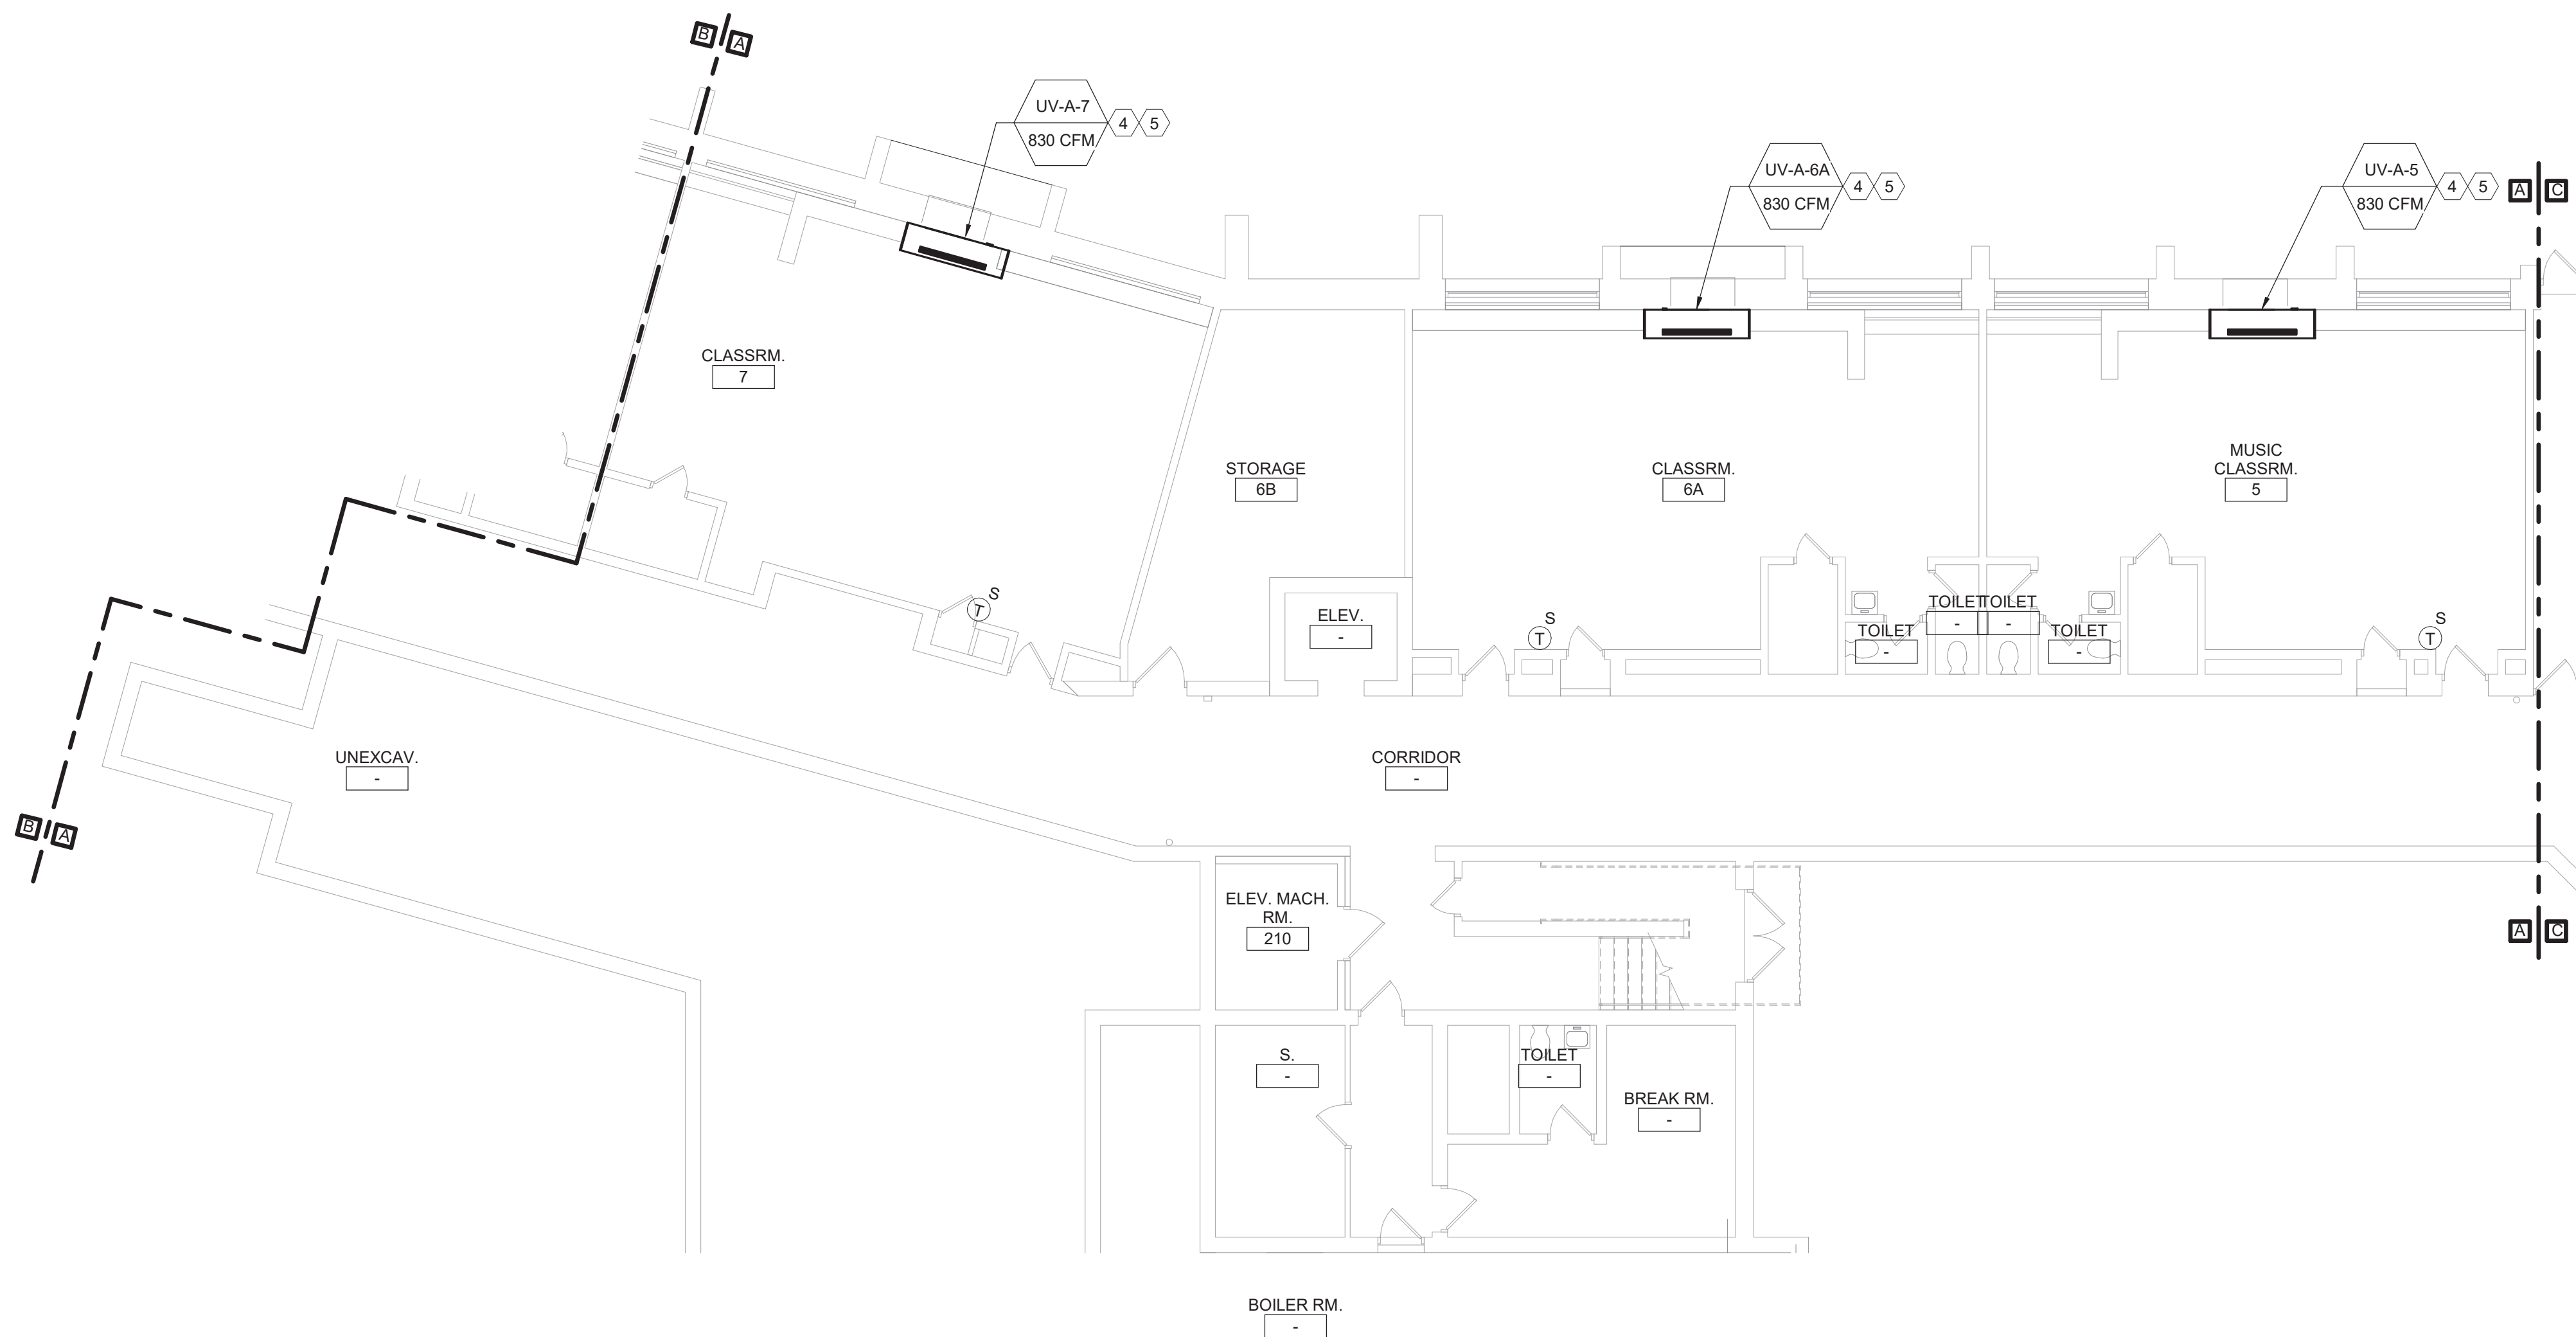 B A
UV-A-7
830 CFM
4 5
UV-A-6A
830 CFM
4 5
UV-A-5
830 CFM
4 5
A C
CLASSRM.
7
STORAGE
6B
CLASSRM.
6A
MUSIC
CLASSRM.
5
S
T
ELEV.
-
S
T
TOILET
-
TOILET
-
TOILET
-
TOILET
-
S
T
UNEXCAV.
-
CORRIDOR
-
B A
ELEV. MACH.
RM.
210
A C
S.
-
TOILET
-
BREAK RM.
-
BOILER RM.
-